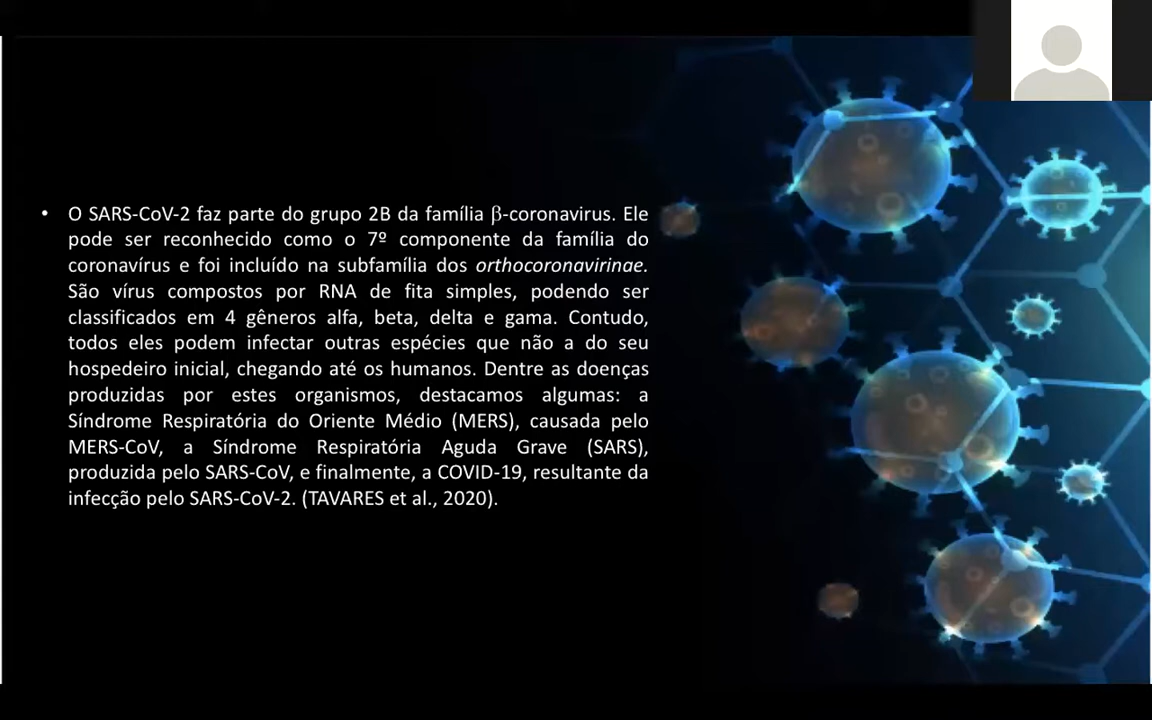 • O SARS-CoV-2 faz parte do grupo 2B da família β-coronavirus. Ele
pode ser reconhecido como o 7º componente da família do
coronavírus e foi incluído na subfamília dos orthocoronavirinae.
São vírus compostos por RNA de fita simples, podendo ser
classificados em 4 gêneros alfa, beta, delta e gama. Contudo,
todos eles podem infectar outras espécies que não a do seu
hospedeiro inicial, chegando até os humanos. Dentre as doenças
produzidas por estes organismos, destacamos algumas: a
Síndrome Respiratória do Oriente Médio (MERS), causada pelo
MERS-CoV, a Síndrome Respiratória Aguda Grave (SARS),
produzida pelo SARS-CoV, e finalmente, a COVID-19, resultante da
infecção pelo SARS-CoV-2. (TAVARES et al., 2020).